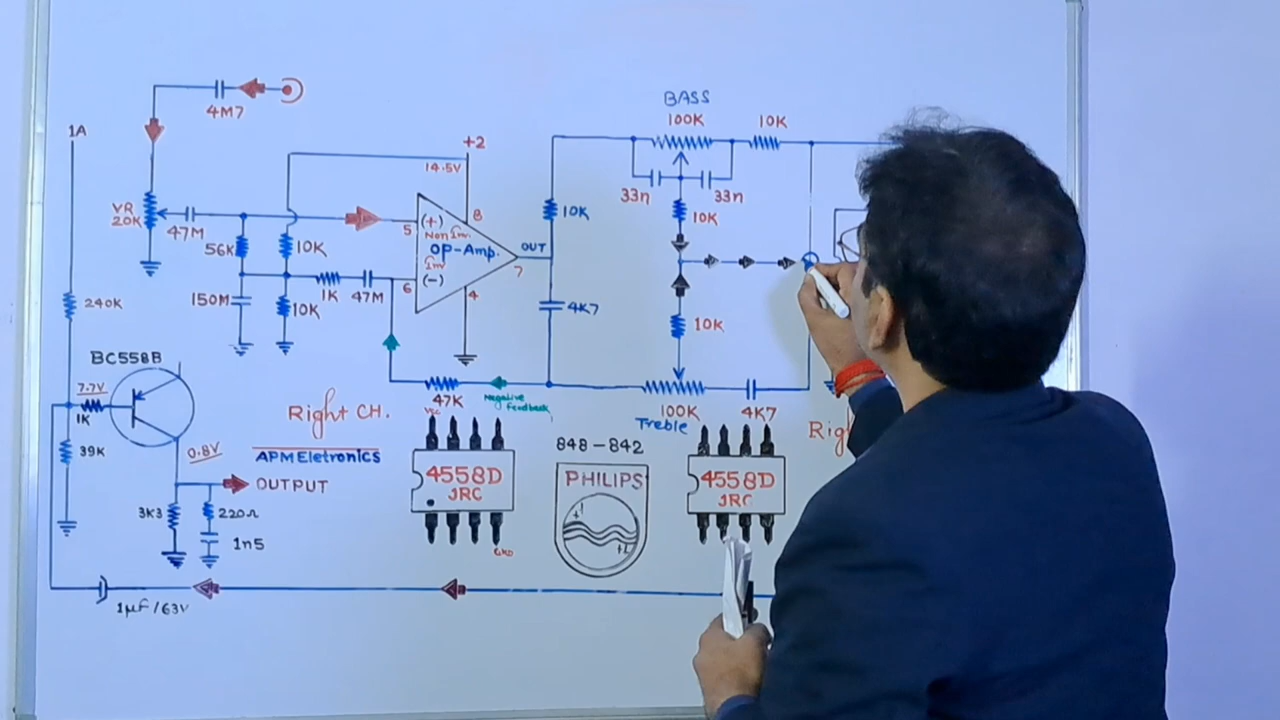 4M7
1A
VR
20K
47M
56K
10K
150M
10K
1K
47M
+2
14.5V
5
(+)
8
Non Inv.
OP-Amp.
Inv
(-)
6
4
7
OUT
10K
4K7
47K
Negative
feedback
BASS
100K
10K
33n
33n
10K
10K
100K
Treble
4K7
240K
BC558B
7.7V
1K
39K
0.8V
OUTPUT
3K3
220Ω
1n5
1µF/63V
Right CH.
APMEletronics
Vcc
4558D
JRC
GND
848-842
PHILIPS
4558D
JRC